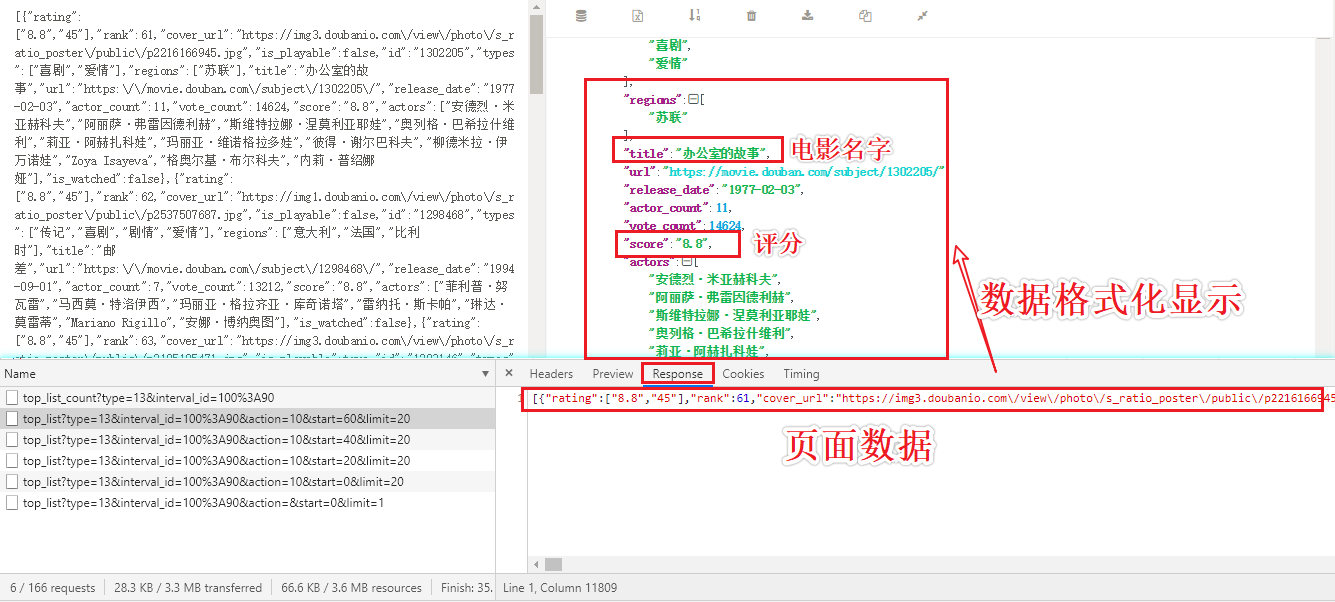 [{"rating":
["8.8","45"],"rank":61,"cover_url":"https:\/\/img3.doubanio.com\/view\/photo\/s_r
atio_poster\/public\/p2216166945.jpg","is_playable":false,"id":"1302205","types"
:["喜剧","爱情"],"regions":["苏联"],"title":"办公室的故
事","url":"https:\/\/movie.douban.com\/subject\/1302205\/","release_date":"1977
-02-03","actor_count":11,"vote_count":14624,"score":"8.8","actors":["安德烈·米
亚赫科夫","阿丽萨·弗雷因德利赫","斯维特拉娜·涅莫利亚耶娃","奥列格·巴希拉什维
利","莉亚·阿赫扎科娃","玛丽亚·维诺格拉多娃","彼得·谢尔巴科夫","柳德米拉·伊
万诺娃","Zoya Isayeva","格奥尔基·布尔科夫","内莉·普绍娜
娅"],"is_watched":false},{"rating":
["8.8","45"],"rank":62,"cover_url":"https:\/\/img1.doubanio.com\/view\/photo\/s_r
atio_poster\/public\/p2537507687.jpg","is_playable":false,"id":"1298468","types"
:["传记","喜剧","剧情","爱情"],"regions":["意大利","法国","比利
时"],"title":"邮
差","url":"https:\/\/movie.douban.com\/subject\/1298468\/","release_date":"1994
-09-01","actor_count":7,"vote_count":13212,"score":"8.8","actors":["菲利普·努
瓦雷","马西莫·特洛伊西","玛丽亚·格拉齐亚·库奇诺塔","雷纳托·斯卡帕","琳达·
莫雷蒂","Mariano Rigillo","安娜·博纳奥图"],"is_watched":false},{"rating":
["8.8","45"],"rank":63,"cover_url":"https:\/\/img3.doubanio.com\/view\/photo\/s_r
"喜剧",
"爱情"
],
"regions":[
"苏联"
],
"title":"办公室的故事",
电影名字
"url":"https://movie.douban.com/subject/1302205/"
"release_date":"1977-02-03",
"actor_count":11,
"vote_count":14624,
"score":"8.8",
评分
"actors":[
"安德烈·米亚赫科夫",
"阿丽萨·弗雷因德利赫",
"斯维特拉娜·涅莫利亚耶娃",
"奥列格·巴希拉什维利",
"莉亚·阿赫扎科娃",
数据格式化显示
Name
× Headers Preview Response Cookies Timing
top_list_count?type=13&interval_id=100%3A90
top_list?type=13&interval_id=100%3A90&action=10&start=60&limit=20
top_list?type=13&interval_id=100%3A90&action=10&start=40&limit=20
top_list?type=13&interval_id=100%3A90&action=10&start=20&limit=20
top_list?type=13&interval_id=100%3A90&action=10&start=0&limit=20
top_list?type=13&interval_id=100%3A90&action=&start=0&limit=1
1 [{"rating":["8.8","45"],"rank":61,"cover_url":"https:\/\/img3.doubanio.com\/view\/photo\/s_ratio_poster\/public\/p2216166945
页面数据
6 / 166 requests 28.3 KB / 3.3 MB transferred 66.6 KB / 3.6 MB resources Finish: 35.
Line 1, Column 11809